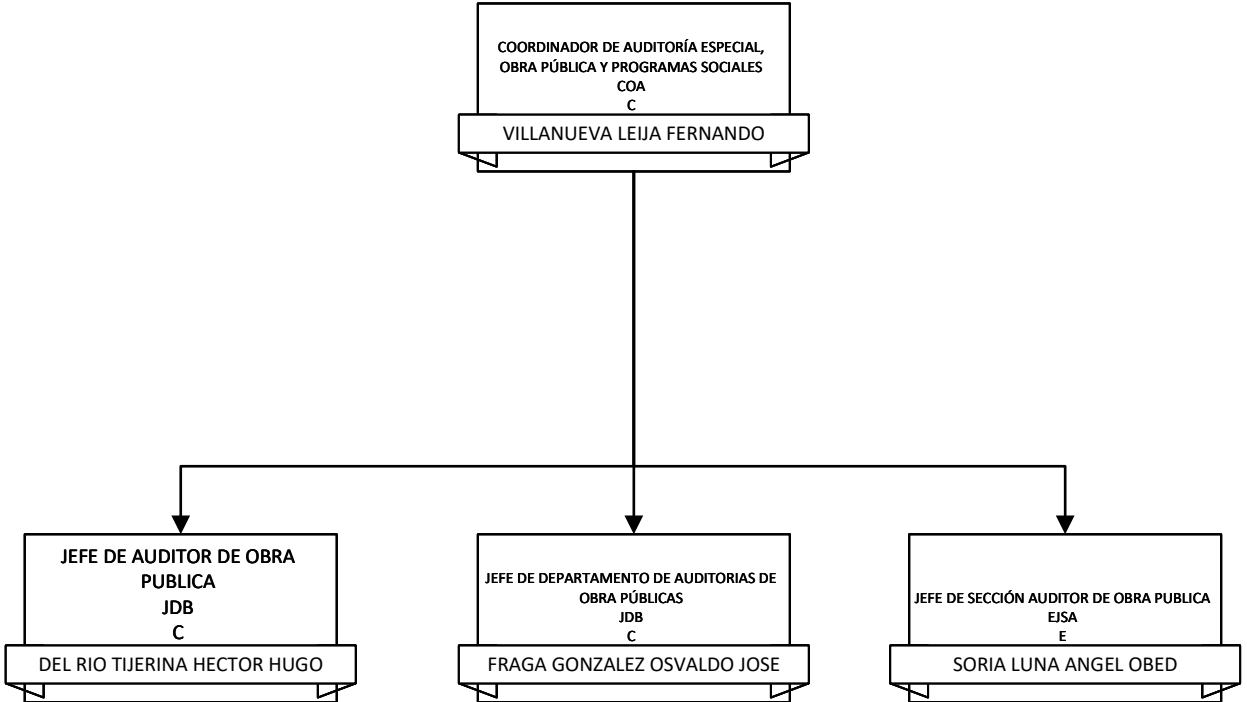 COORDINADOR DE AUDITORÍA ESPECIAL,
OBRA PÚBLICA Y PROGRAMAS SOCIALES
COA
C
VILLANUEVA LEIJA FERNANDO
JEFE DE AUDITOR DE OBRA
PUBLICA
JDB
C
DEL RIO TIJERINA HECTOR HUGO
JEFE DE DEPARTAMENTO DE AUDITORIAS DE
OBRA PÚBLICAS
JDB
C
FRAGA GONZALEZ OSVALDO JOSE
JEFE DE SECCIÓN AUDITOR DE OBRA PUBLICA
EJSA
E
SORIA LUNA ANGEL OBED